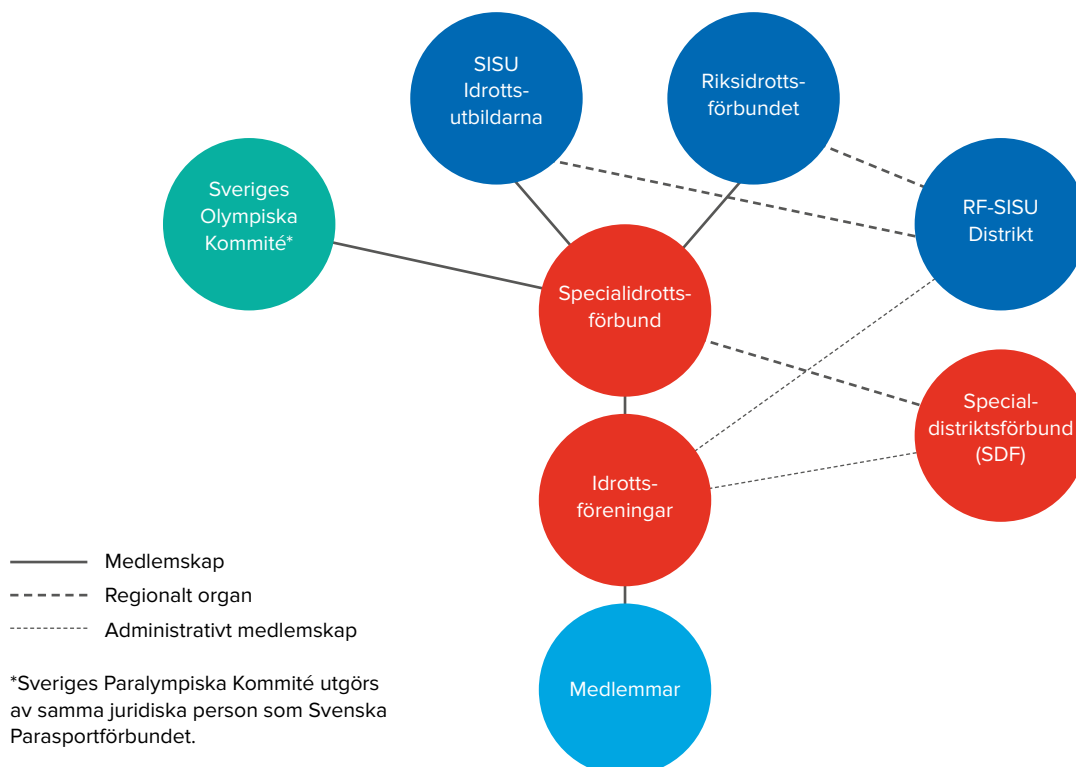 SISU
Idrotts-
utbildarna
Riksidrotts-
förbundet
Sveriges
Olympiska
Kommité*
RF-SISU
Distrikt
Specialidrotts-
förbund
Special-
distriktsförbund
(SDF)
Idrotts-
föreningar
Medlemskap
Regionalt organ
Administrativt medlemskap
*Sveriges Paralympiska Kommité utgörs
av samma juridiska person som Svenska
Parasportförbundet.
Medlemmar